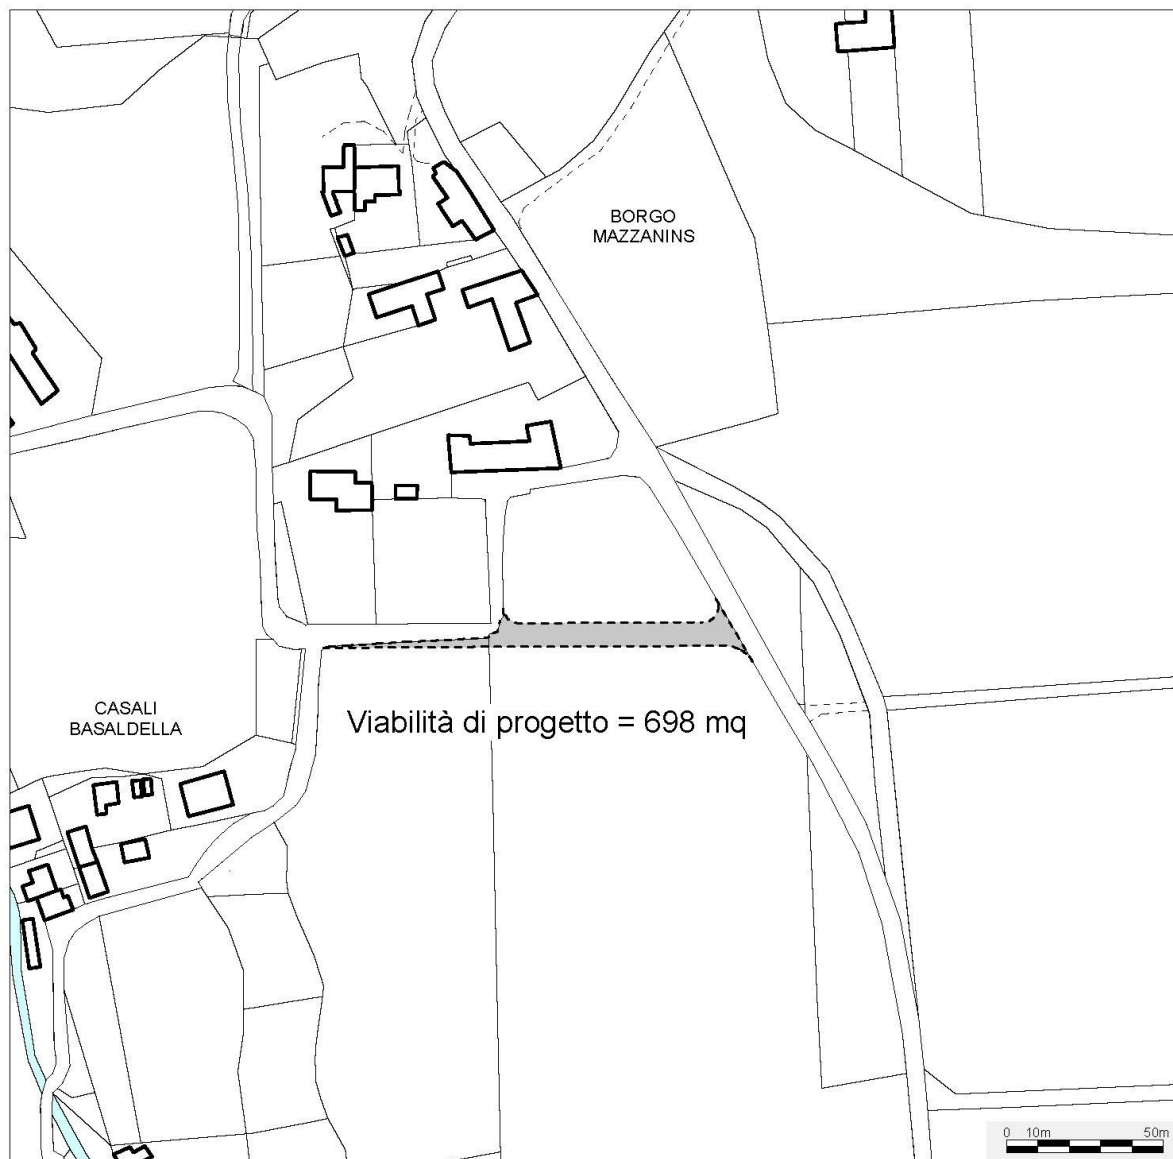 BORGO
MAZZANINS
CASALI
BASALDELLA
Viabilità di progetto = 698 mq
0 10m 50m